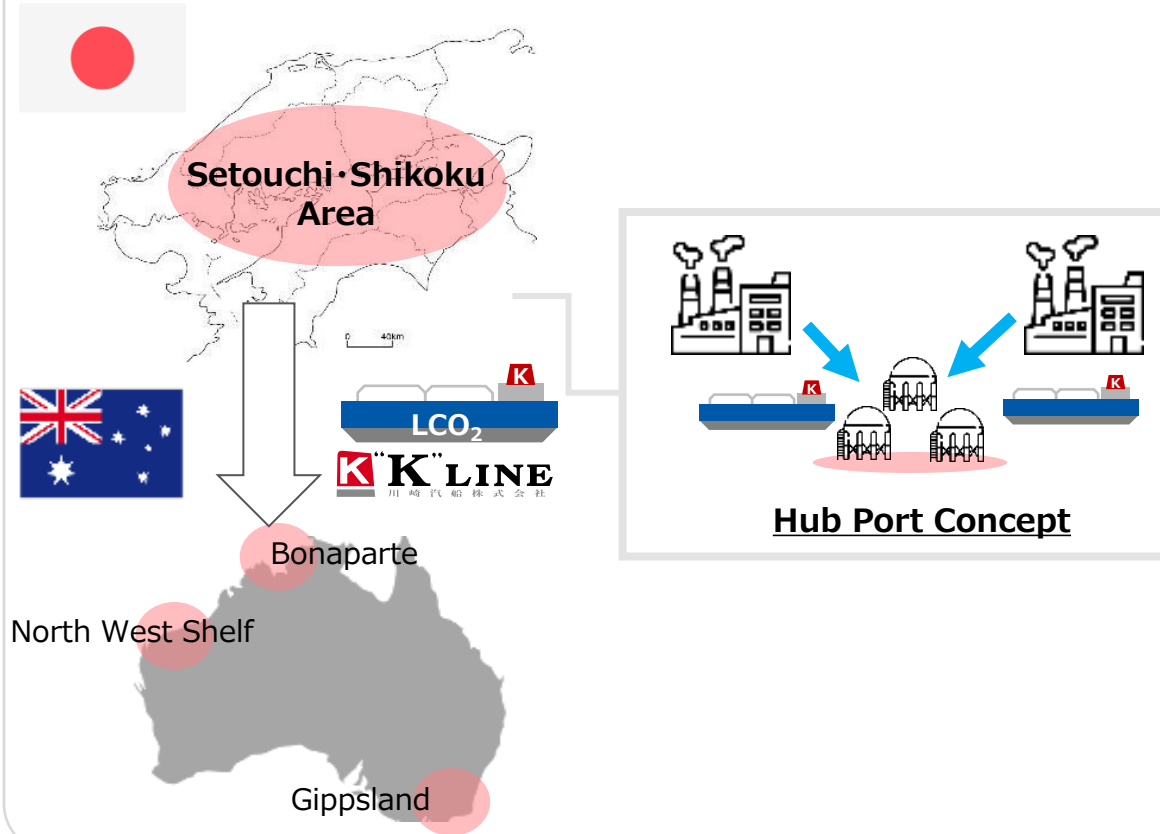 Setouchi･Shikoku
Area
0 40km
K
LCO₂
K "K" LINE
川崎汽船株式会社
Bonaparte
North West Shelf
Gippsland
K
K
Hub Port Concept